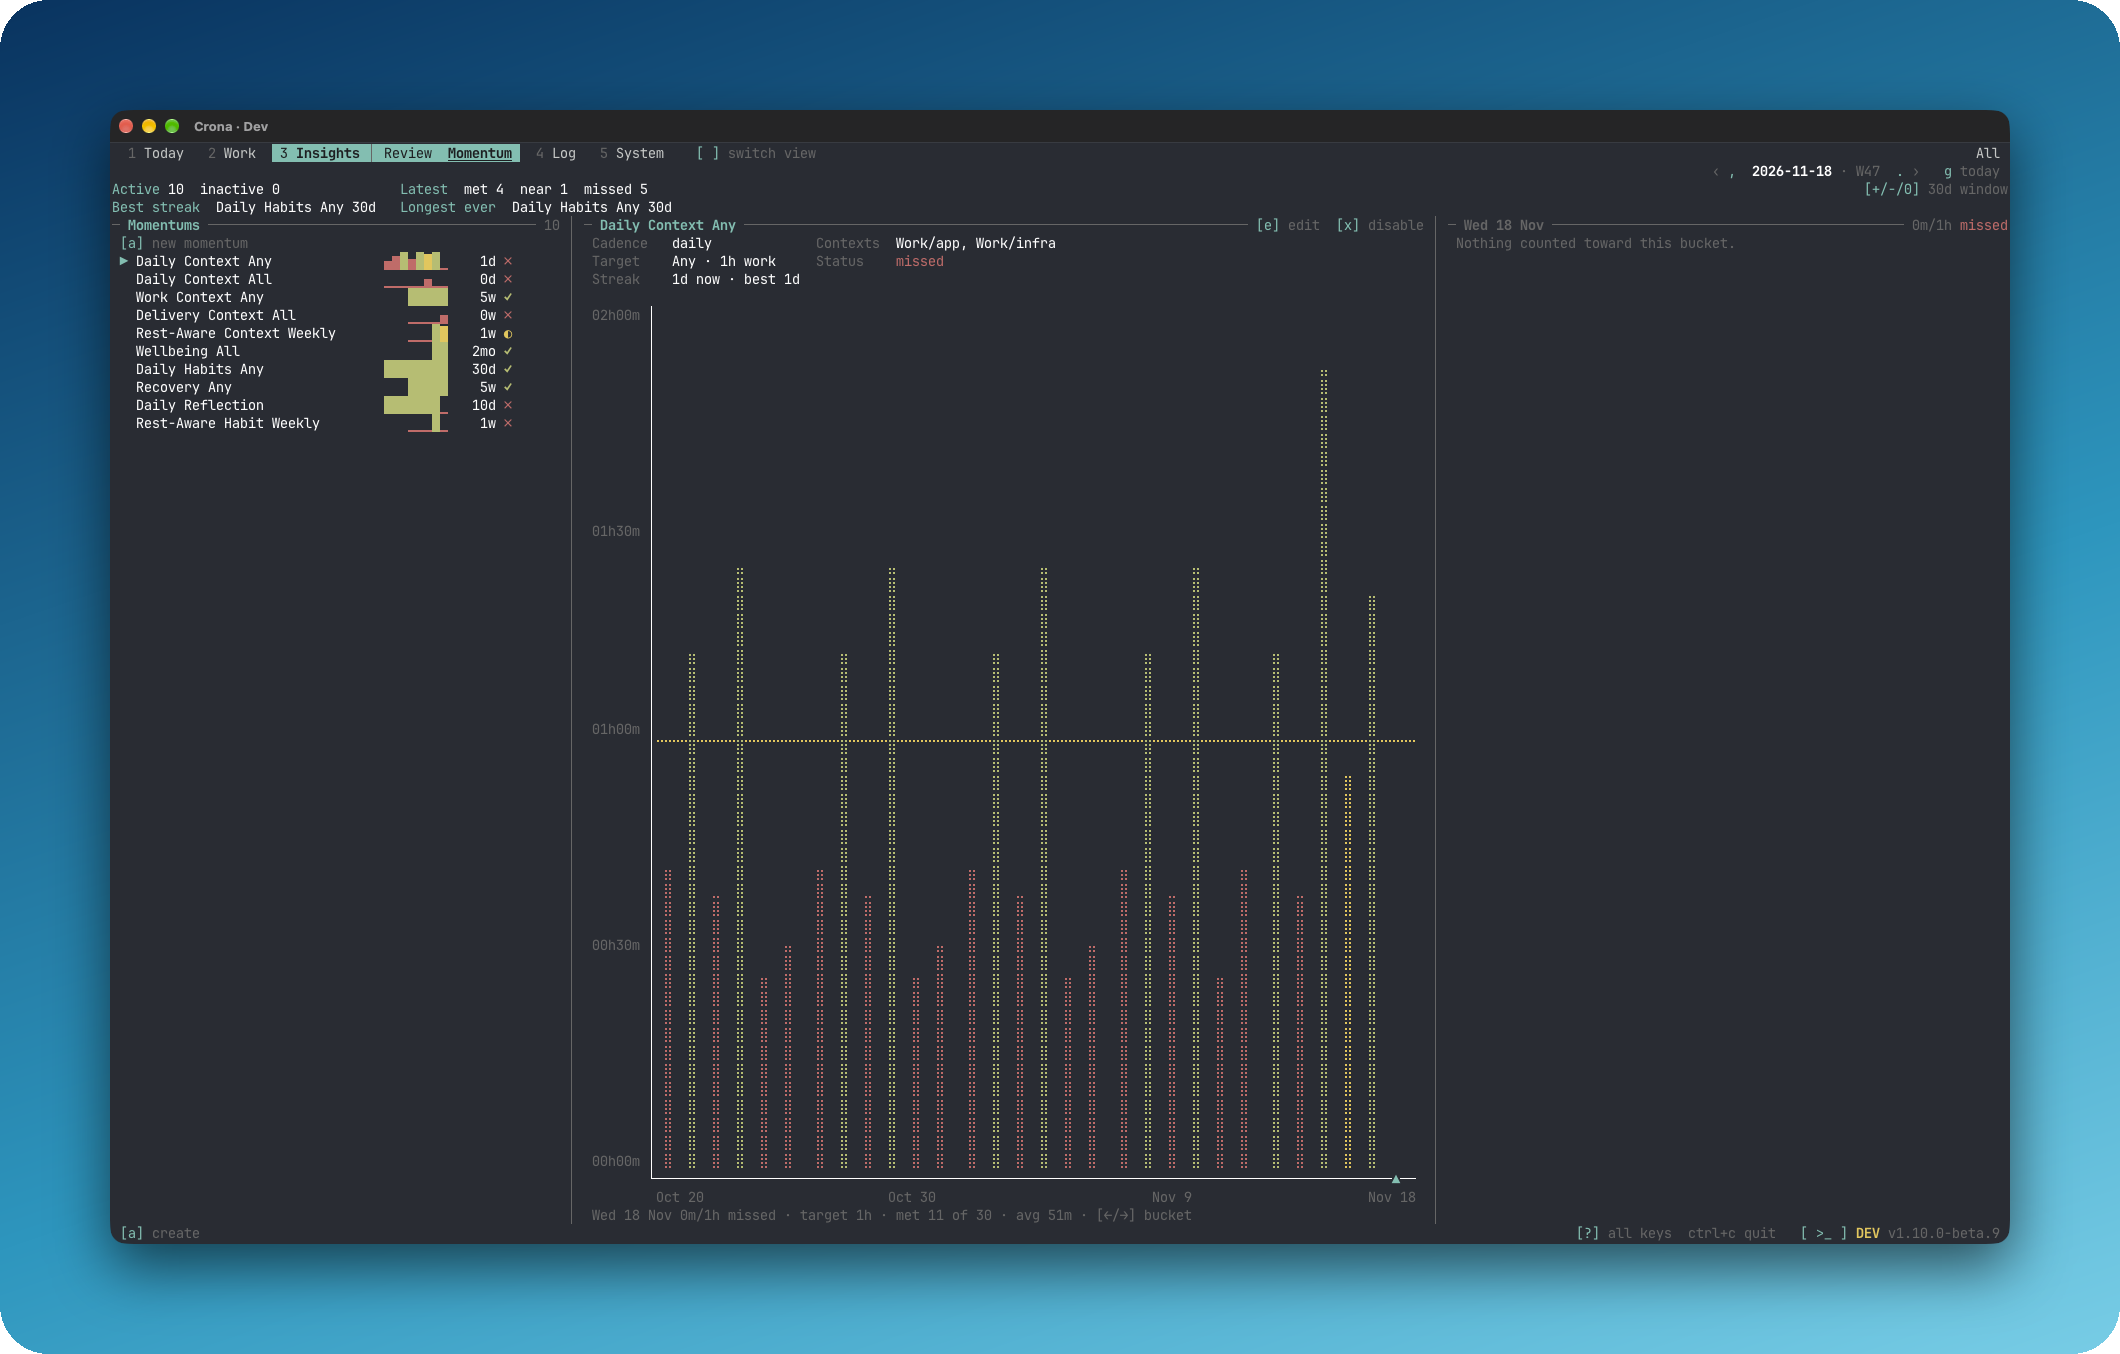 Crona · Dev
1 Today 2 Work 3 Insights Review Momentum 4 Log 5 System [ ] switch view All
‹ , 2026-11-18 · W47 . › g today
Active 10 inactive 0 Latest met 4 near 1 missed 5 [+/-/0] 30d window
Best streak Daily Habits Any 30d Longest ever Daily Habits Any 30d
Momentums 10
[a] new momentum
▶ Daily Context Any 1d ×
Daily Context All 0d ×
Work Context Any 5w ✓
Delivery Context All 0w ×
Rest-Aware Context Weekly 1w ◐
Wellbeing All 2mo ✓
Daily Habits Any 30d ✓
Recovery Any 5w ✓
Daily Reflection 10d ×
Rest-Aware Habit Weekly 1w ×
Daily Context Any [e] edit [x] disable
Cadence daily Contexts Work/app, Work/infra
Target Any · 1h work Status missed
Streak 1d now · best 1d
02h00m
01h30m
01h00m
00h30m
00h00m
Oct 20 Oct 30 Nov 9 Nov 18
Wed 18 Nov 0m/1h missed · target 1h · met 11 of 30 · avg 51m · [←/→] bucket
Wed 18 Nov 0m/1h missed
Nothing counted toward this bucket.
[a] create [?] all keys ctrl+c quit [ >_ ] DEV v1.10.0-beta.9